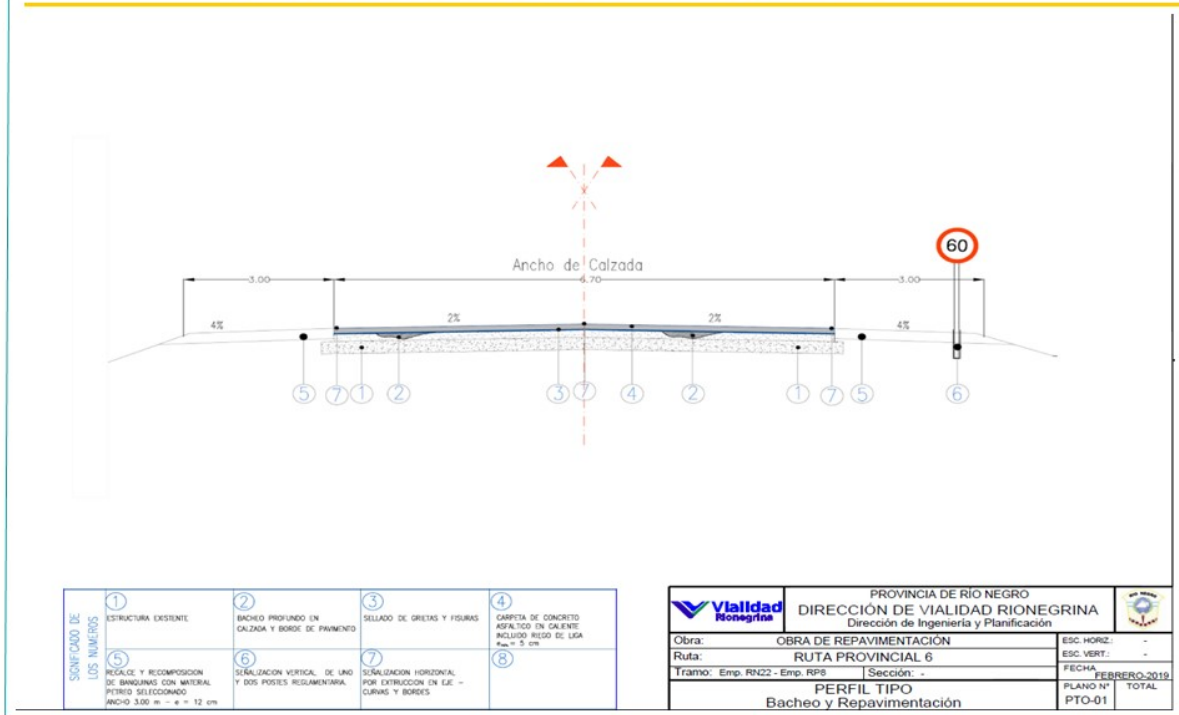 60
Ancho de Calzada
3.00
6.70
3.00
4%
2%
2%
4%
5
7
1
2
3
7
4
2
1
7
5
6
SIGNIFICADO DE
LOS NUMEROS
1
ESTRUCTURA EXISTENTE
2
BACHEO PROFUNDO EN
CALZADA Y BORDE DE PAVIMENTO
3
SELLADO DE GRIETAS Y FISURAS
4
CARPETA DE CONCRETO
ASFALTICO EN CALIENTE
INCLUIDO RIEGO DE LIGA
= 5 cm
5
RECALCE Y RECOMPOSICION
DE BANQUINAS CON MATERIAL
PETREO SELECCIONADO
ANCHO 3.00 m - e = 12 cm
6
SEÑALIZACION VERTICAL, DE UNO
Y DOS POSTES REGLAMENTARIA.
7
SEÑALIZACION HORIZONTAL
POR EXTRUCCION EN EJE -
CURVAS Y BORDES
8
Vialidad
Rionegrina
PROVINCIA DE RÍO NEGRO
DIRECCIÓN DE VIALIDAD RIONEGRINA
Dirección de Ingeniería y Planificación
RIO NEGRO
Obra: OBRA DE REPAVIMENTACIÓN
ESC. HORIZ.: -
Ruta: RUTA PROVINCIAL 6
ESC. VERT.: -
Tramo: Emp. RN22 - Emp. RP8 Sección: -
FECHA
FEBRERO-2019
PERFIL TIPO
Bacheo y Repavimentación
PLANO N° TOTAL
PTO-01